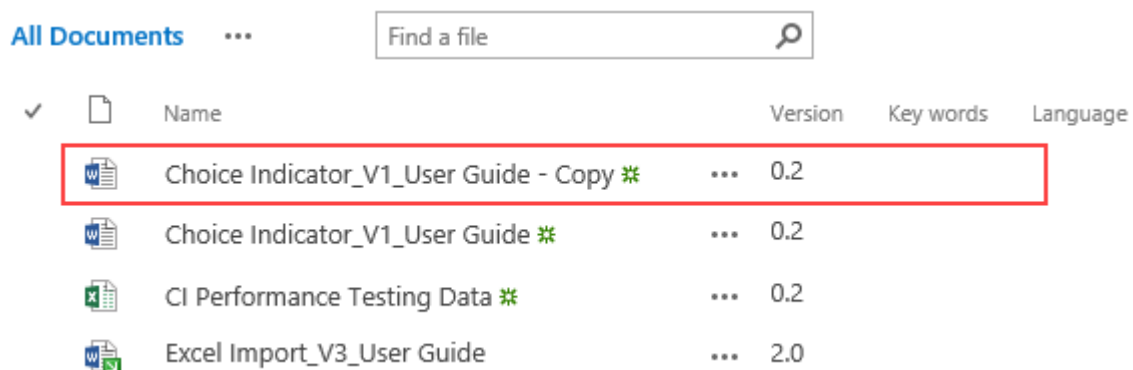 All Documents ... Find a file
Name Version Key words Language
Choice Indicator_V1_User Guide - Copy ... 0.2
Choice Indicator_V1_User Guide ... 0.2
CI Performance Testing Data ... 0.2
Excel Import_V3_User Guide ... 2.0